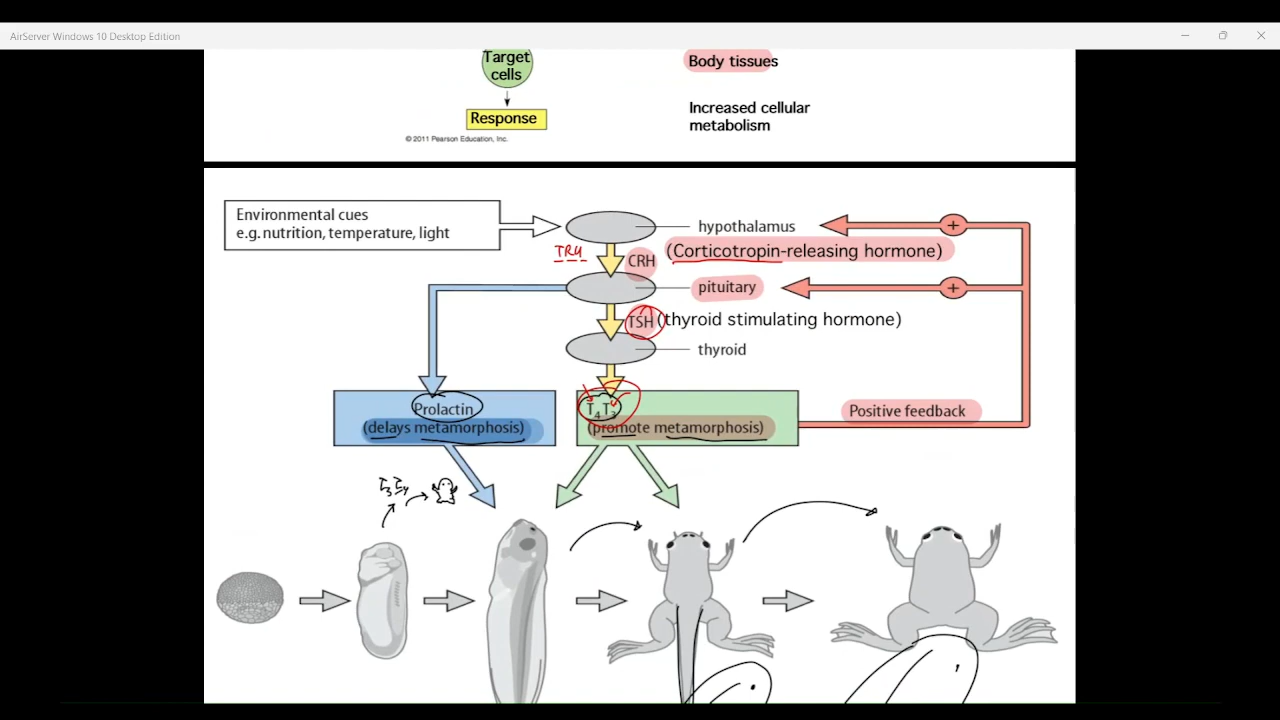 AirServer Windows 10 Desktop Edition
Target
cells
Body tissues
Response
Increased cellular
metabolism
© 2011 Pearson Education, Inc.
Environmental cues
e.g. nutrition, temperature, light
hypothalamus
+
TRH
CRH
(Corticotropin-releasing hormone)
pituitary
+
TSH (thyroid stimulating hormone)
thyroid
Prolactin
(delays metamorphosis)
T₄T₃
(promote metamorphosis)
Positive feedback
T₃ T₄